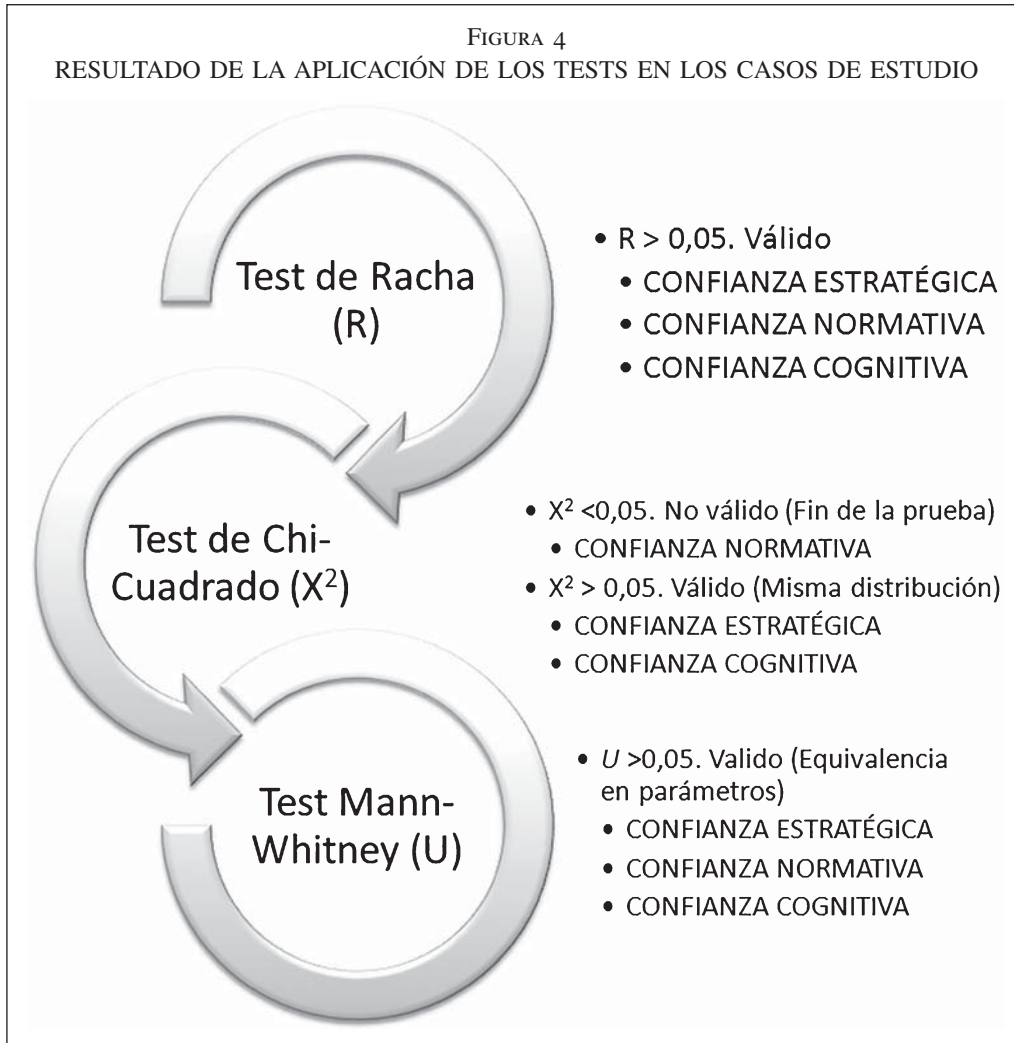 FIGURA 4
RESULTADO DE LA APLICACIÓN DE LOS TESTS EN LOS CASOS DE ESTUDIO
Test de Racha
(R)
• R > 0,05. Válido
• CONFIANZA ESTRATÉGICA
• CONFIANZA NORMATIVA
• CONFIANZA COGNITIVA
Test de Chi-
Cuadrado (X²)
• X² <0,05. No válido (Fin de la prueba)
• CONFIANZA NORMATIVA
• X² > 0,05. Válido (Misma distribución)
• CONFIANZA ESTRATÉGICA
• CONFIANZA COGNITIVA
Test Mann-
Whitney (U)
• U >0,05. Valido (Equivalencia
en parámetros)
• CONFIANZA ESTRATÉGICA
• CONFIANZA NORMATIVA
• CONFIANZA COGNITIVA